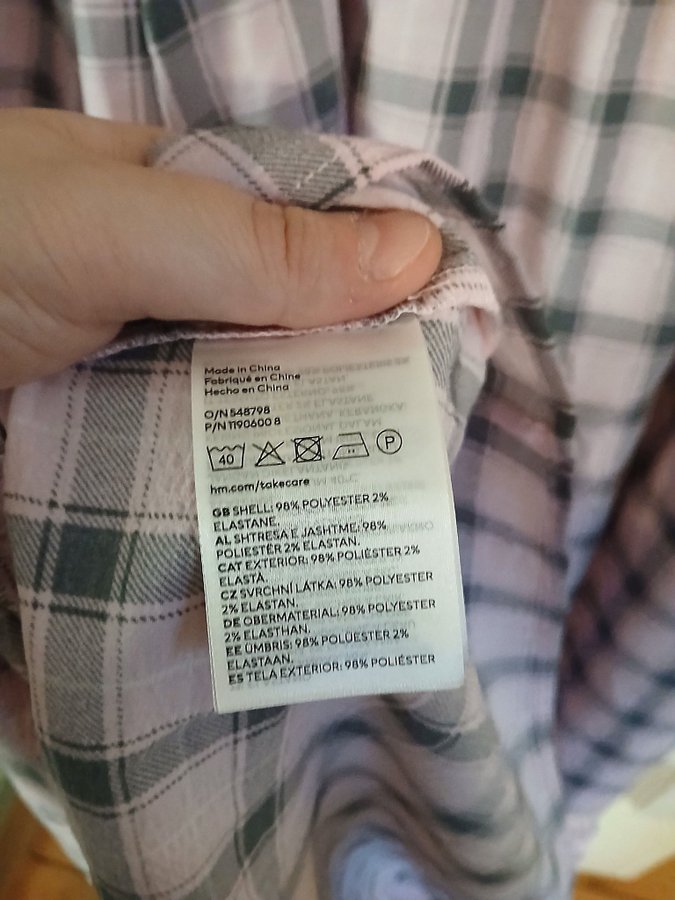 Made in China
Fabriqué en Chine
Hecho en China
O/N 548798
P/N 1190600 8
40 P
hm.com/takecare
GB SHELL: 98% POLYESTER 2%
ELASTANE.
AL SHTRESA E JASHTME: 98%
POLIESTËR 2% ELASTAN.
CAT EXTERIOR: 98% POLIÈSTER 2%
ELASTÀ.
CZ SVRCHNÍ LÁTKA: 98% POLYESTER
2% ELASTAN.
DE OBERMATERIAL: 98% POLYESTER
2% ELASTHAN.
EE ÜMBRIS: 98% POLÜESTER 2%
ELASTAAN.
ES TELA EXTERIOR: 98% POLIÉSTER